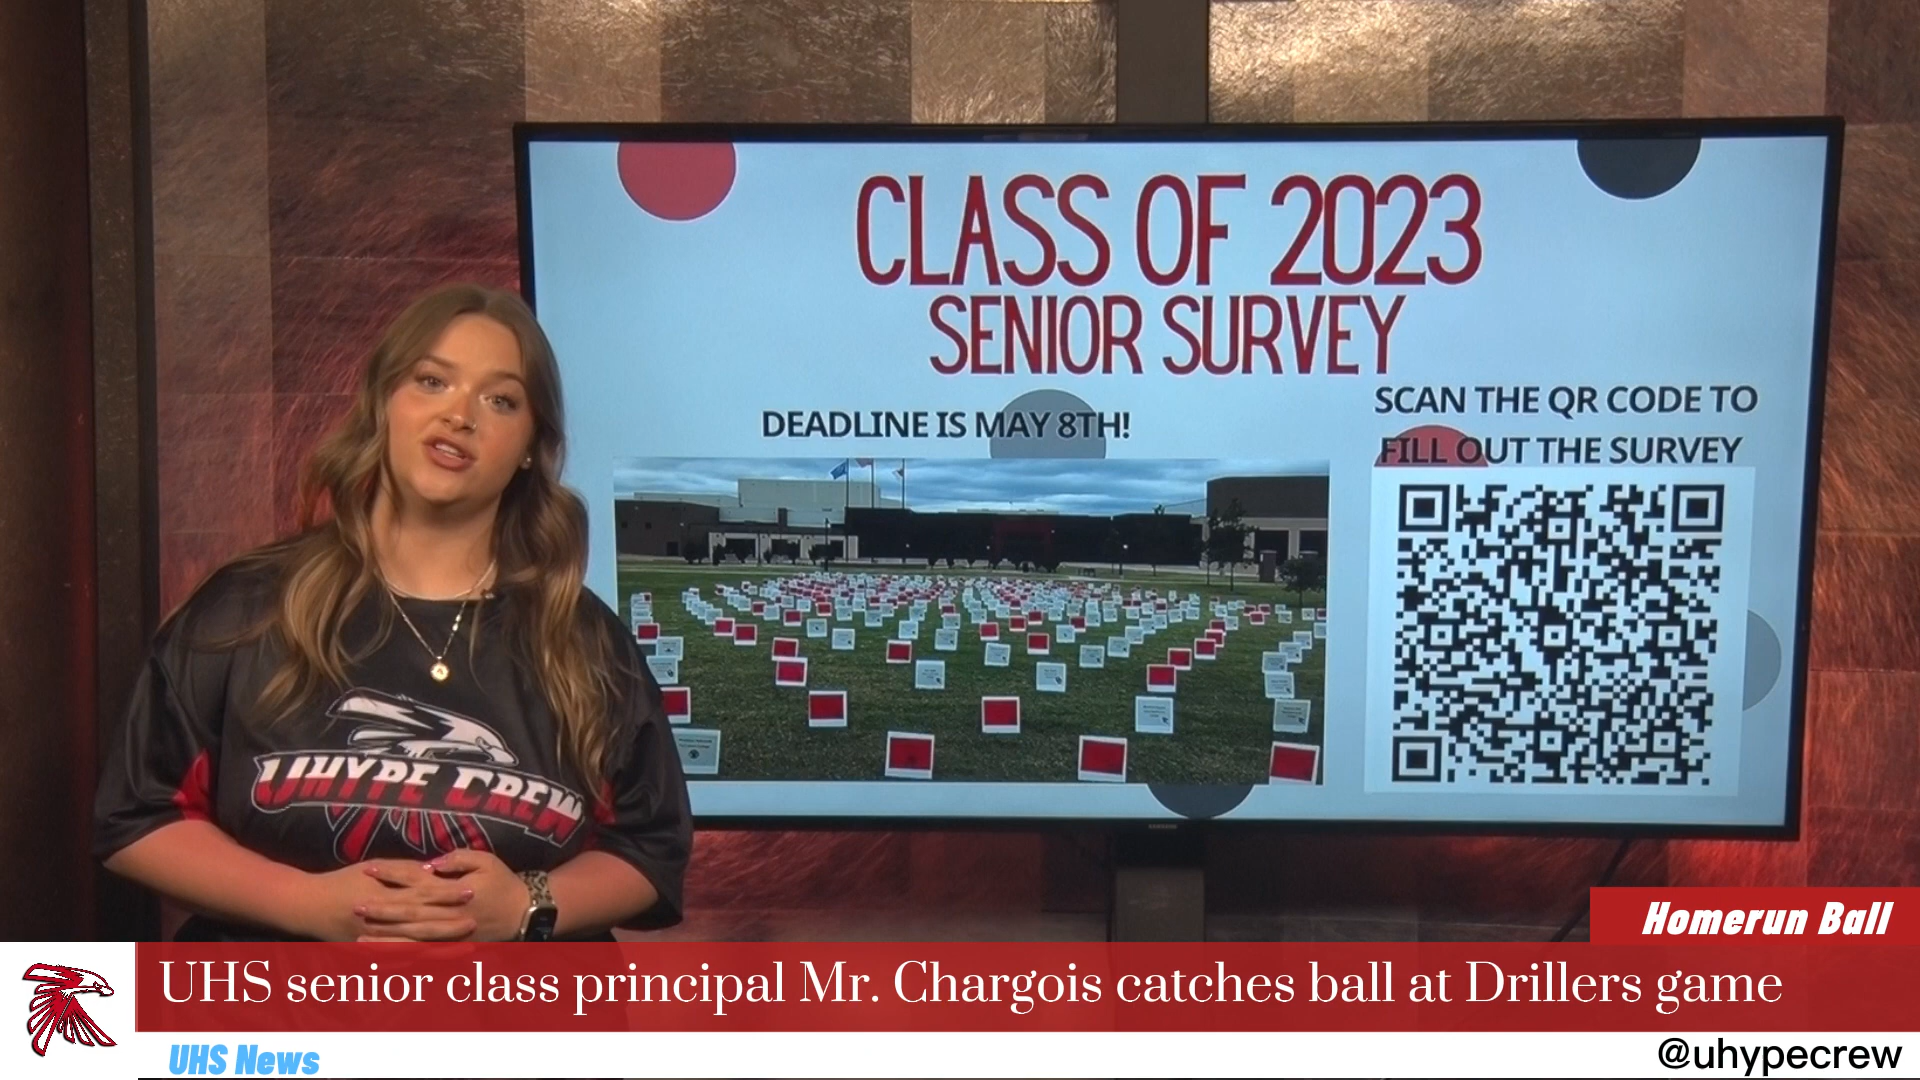 CLASS OF 2023
SENIOR SURVEY
DEADLINE IS MAY 8TH!
SCAN THE QR CODE TO
FILL OUT THE SURVEY
UHYPE CREW
SAMSUNG
Homerun Ball
UHS senior class principal Mr. Chargois catches ball at Drillers game
UHS News
@uhypecrew